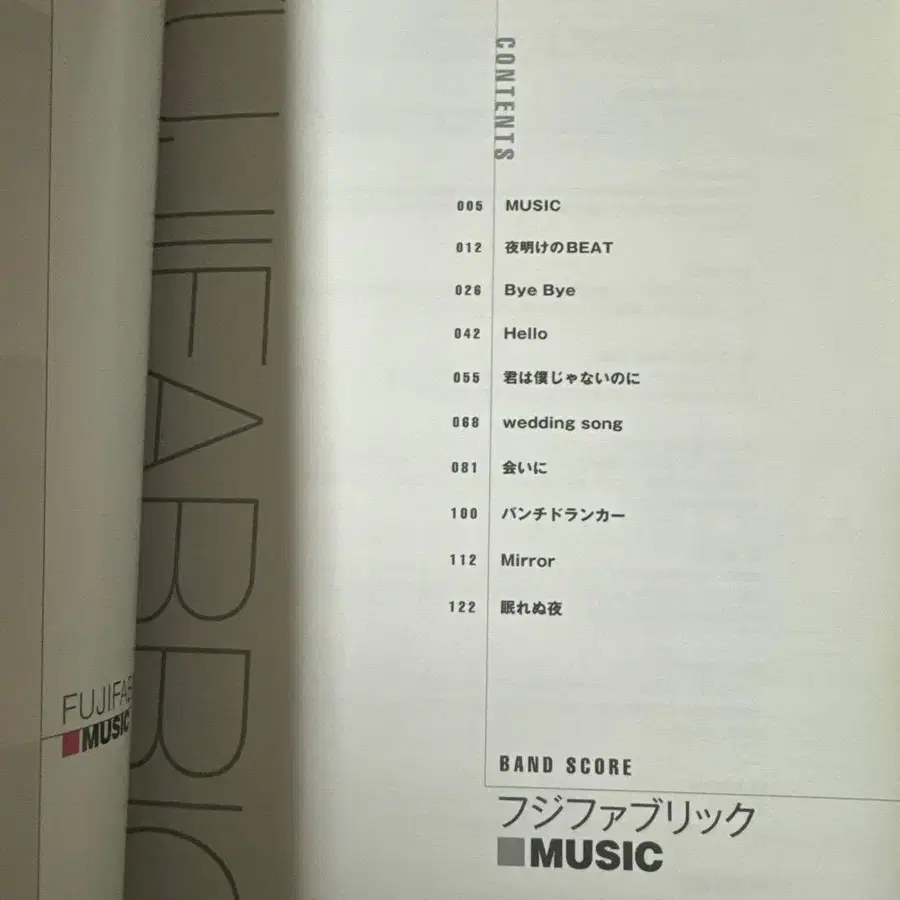 CONTENTS
005 MUSIC
012 夜明けのBEAT
026 Bye Bye
042 Hello
055 君は僕じゃないのに
068 wedding song
081 会いに
100 パンチドランカー
112 Mirror
122 眠れぬ夜
BAND SCORE
フジファブリック
MUSIC
FUJIFAB
MUSIC
UJIFABRIC